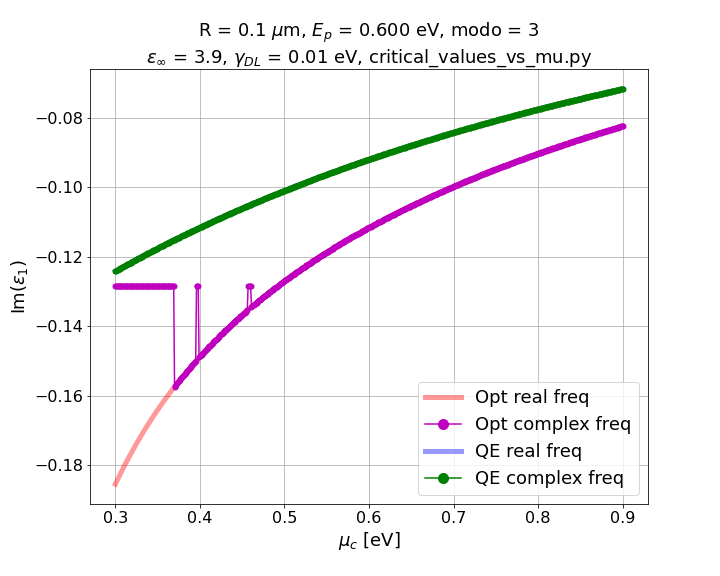 R = 0.1 μm, E_p = 0.600 eV, modo = 3
ε_∞ = 3.9, γ_DL = 0.01 eV, critical_values_vs_mu.py
−0.08
−0.10
−0.12
−0.14
−0.16
−0.18
Im(ε_1)
Opt real freq
Opt complex freq
QE real freq
QE complex freq
0.3 0.4 0.5 0.6 0.7 0.8 0.9
μ_c [eV]